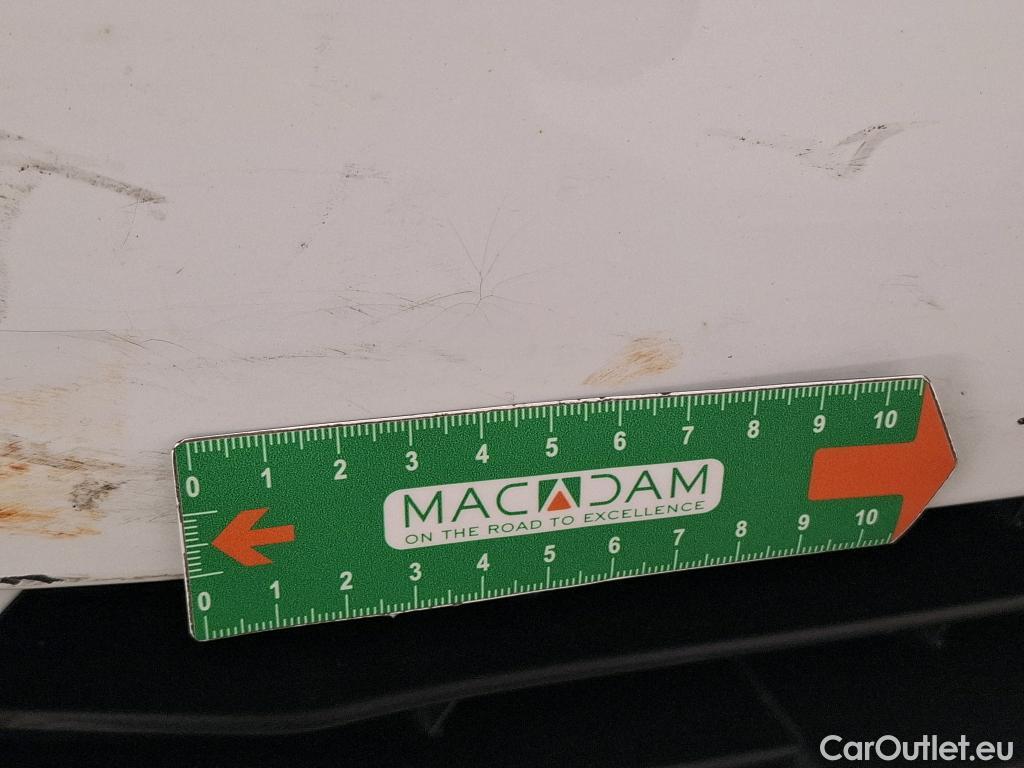 0 1 2 3 4 5 6 7 8 9 10
MACADAM
ON THE ROAD TO EXCELLENCE
0 1 2 3 4 5 6 7 8 9 10
CarOutlet.eu